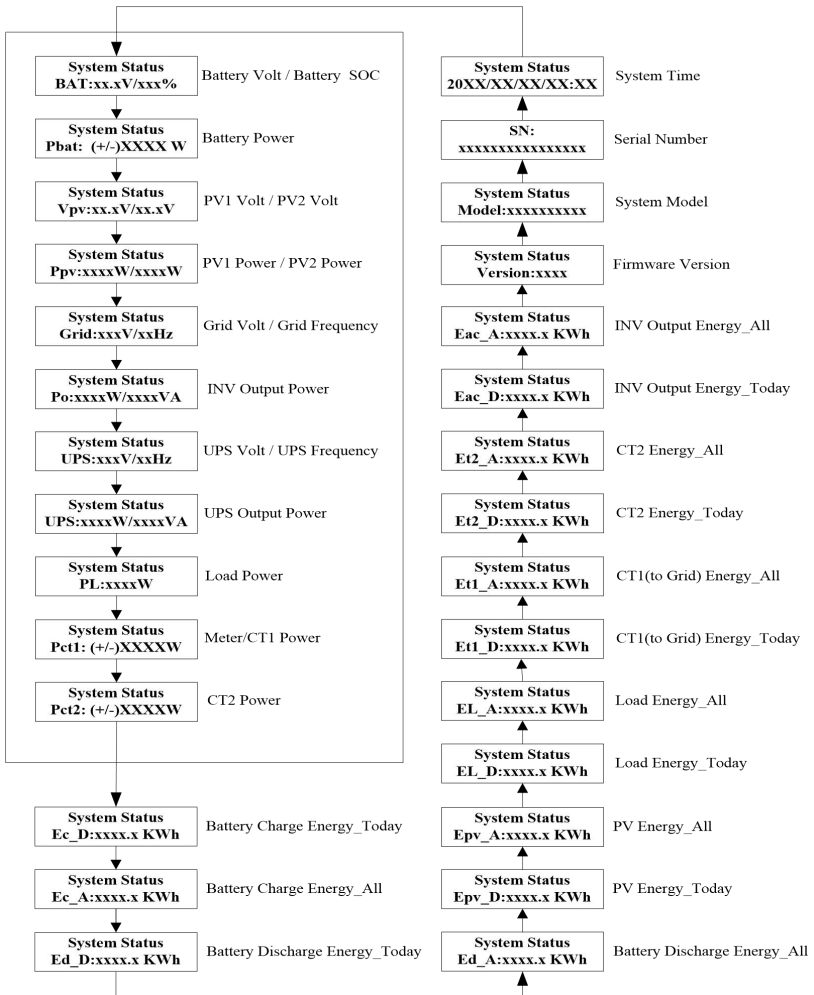 System Status
BAT:xx.xV/xxx%
Battery Volt / Battery SOC
System Status
Pbat: (+/-)XXXX W
Battery Power
System Status
Vpv:xx.xV/xx.xV
PV1 Volt / PV2 Volt
System Status
Ppv:xxxxW/xxxxW
PV1 Power / PV2 Power
System Status
Grid:xxxV/xxHz
Grid Volt / Grid Frequency
System Status
Po:xxxxW/xxxxVA
INV Output Power
System Status
UPS:xxxV/xxHz
UPS Volt / UPS Frequency
System Status
UPS:xxxxW/xxxxVA
UPS Output Power
System Status
PL:xxxxW
Load Power
System Status
Pct1: (+/-)XXXXW
Meter/CT1 Power
System Status
Pct2: (+/-)XXXXW
CT2 Power
System Status
Ec_D:xxxx.x KWh
Battery Charge Energy_Today
System Status
Ec_A:xxxx.x KWh
Battery Charge Energy_All
System Status
Ed_D:xxxx.x KWh
Battery Discharge Energy_Today
System Status
20XX/XX/XX/XX:XX
System Time
SN:
xxxxxxxxxxxxxxxx
Serial Number
System Status
Model:xxxxxxxxxx
System Model
System Status
Version:xxxx
Firmware Version
System Status
Eac_A:xxxx.x KWh
INV Output Energy_All
System Status
Eac_D:xxxx.x KWh
INV Output Energy_Today
System Status
Et2_A:xxxx.x KWh
CT2 Energy_All
System Status
Et2_D:xxxx.x KWh
CT2 Energy_Today
System Status
Et1_A:xxxx.x KWh
CT1(to Grid) Energy_All
System Status
Et1_D:xxxx.x KWh
CT1(to Grid) Energy_Today
System Status
EL_A:xxxx.x KWh
Load Energy_All
System Status
EL_D:xxxx.x KWh
Load Energy_Today
System Status
Epv_A:xxxx.x KWh
PV Energy_All
System Status
Epv_D:xxxx.x KWh
PV Energy_Today
System Status
Ed_A:xxxx.x KWh
Battery Discharge Energy_All